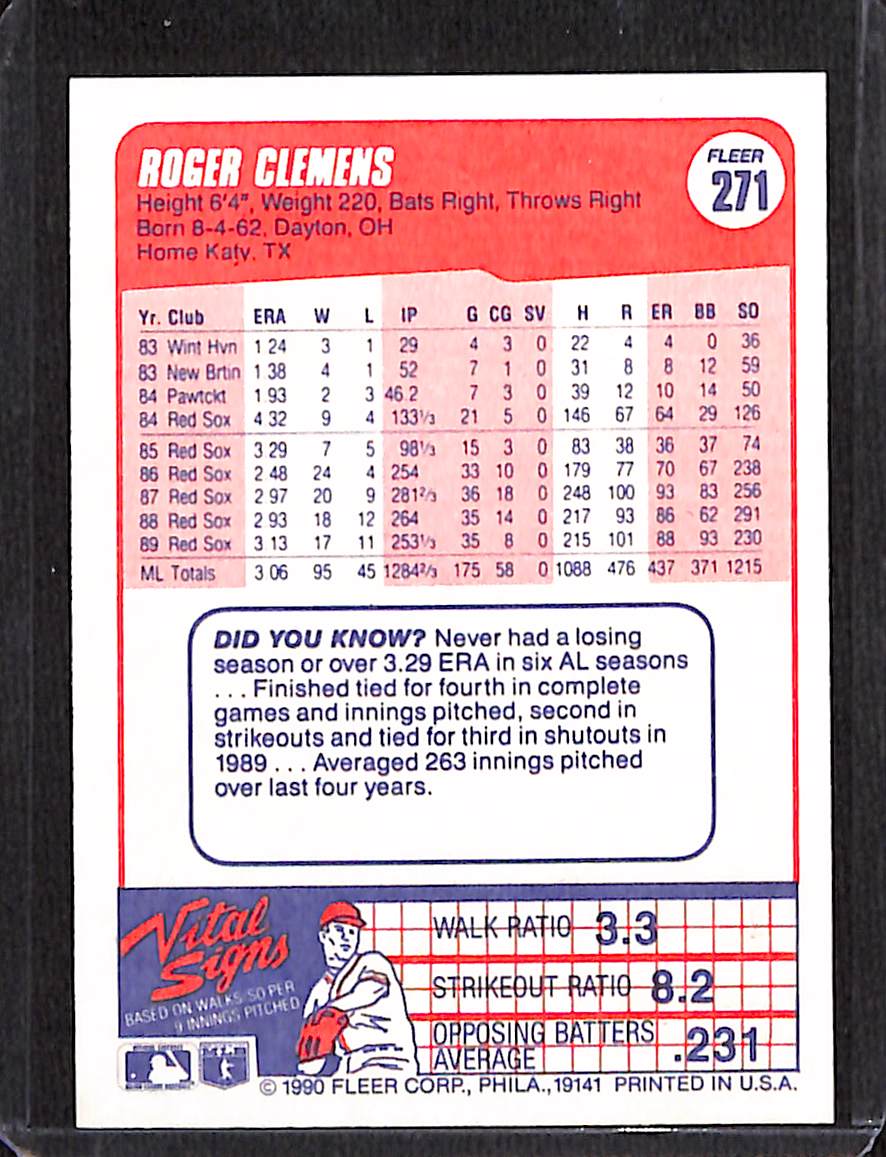 ROGER CLEMENS
FLEER
271
Height 6'4", Weight 220, Bats Right, Throws Right
Born 8-4-62, Dayton, OH
Home Katy, TX
Yr. Club ERA W L IP G CG SV H R ER BB SO
83 Wint Hvn 1 24 3 1 29 4 3 0 22 4 4 0 36
83 New Brtin 1 38 4 1 52 7 1 0 31 8 8 12 59
84 Pawtckt 1 93 2 3 46.2 7 3 0 39 12 10 14 50
84 Red Sox 4 32 9 4 133⅓ 21 5 0 146 67 64 29 126
85 Red Sox 3 29 7 5 98⅓ 15 3 0 83 38 36 37 74
86 Red Sox 2 48 24 4 254 33 10 0 179 77 70 67 238
87 Red Sox 2 97 20 9 281⅔ 36 18 0 248 100 93 83 256
88 Red Sox 2 93 18 12 264 35 14 0 217 93 86 62 291
89 Red Sox 3 13 17 11 253⅓ 35 8 0 215 101 88 93 230
ML Totals 3 06 95 45 1284⅔ 175 58 0 1088 476 437 371 1215
DID YOU KNOW? Never had a losing
season or over 3.29 ERA in six AL seasons
. . . Finished tied for fourth in complete
games and innings pitched, second in
strikeouts and tied for third in shutouts in
1989 . . . Averaged 263 innings pitched
over last four years.
Vital
Signs
BASED ON WALKS/SO PER
9 INNINGS PITCHED
WALK RATIO 3.3
STRIKEOUT RATIO 8.2
OPPOSING BATTERS
AVERAGE .231
© 1990 FLEER CORP., PHILA.,19141 PRINTED IN U.S.A.